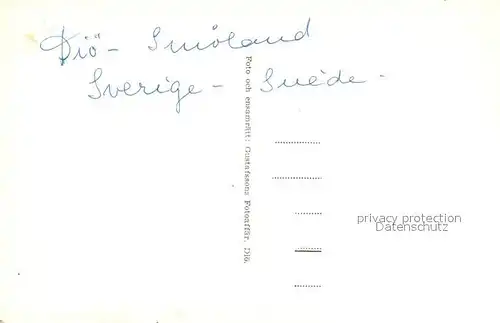 Diö - Småland
Sverige - Suède -
Foto och ensamrätt: Gustafssons Fotoaffär, Diö.
privacy protection
Datenschutz